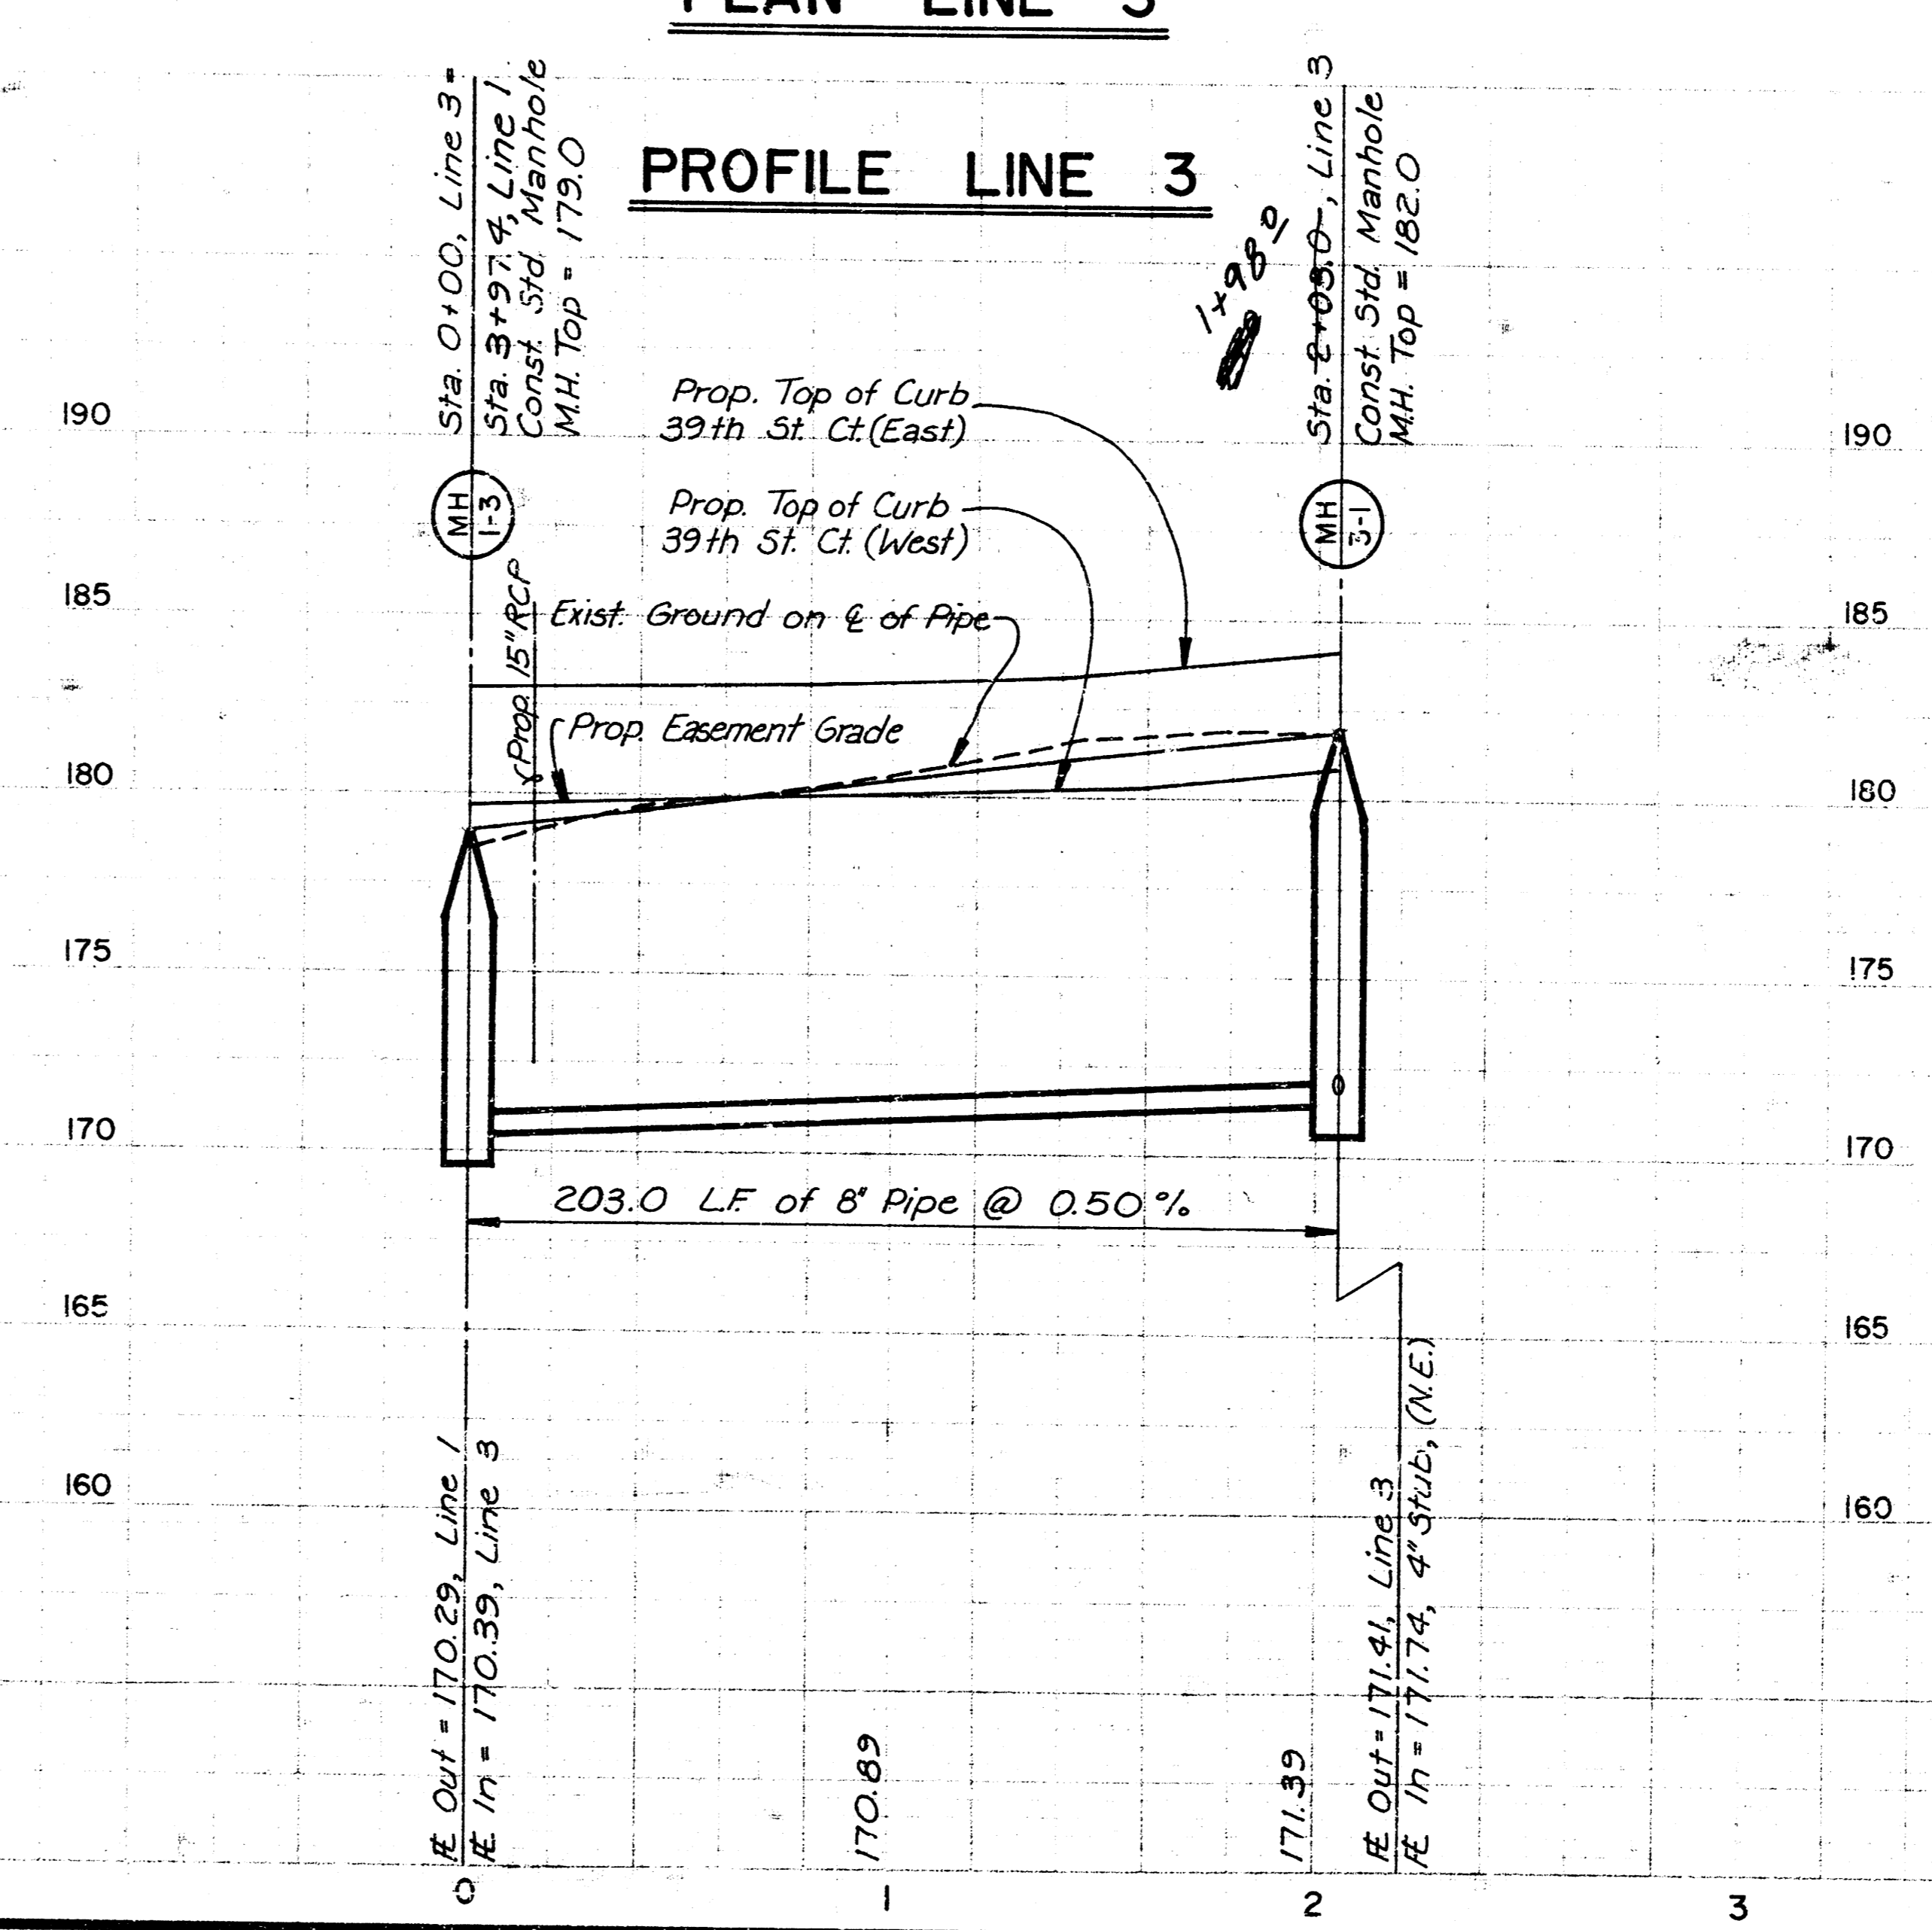 PLAN LINE 3
PROFILE LINE 3
Sta. 0+00, Line 3 =
Sta. 3+97.4, Line 1
Const. Std. Manhole
M.H. Top = 179.0
1+98.0
Sta. 2+03.0, Line 3
Const. Std. Manhole
M.H. Top = 182.0
Prop. Top of Curb
39th St. Ct. (East)
190
190
MH
1-3
Prop. Top of Curb
39th St. Ct. (West)
MH
3-1
185
Prop. 15" RCP
Exist. Ground on ℄ of Pipe
185
Prop. Easement Grade
180
180
175
175
170
170
203.0 L.F. of 8" Pipe @ 0.50%
165
165
160
160
Out = 170.29, Line 1
In = 170.39, Line 3
170.89
171.39
Out = 171.41, Line 3
In = 171.74, 4" Stub, (N.E.)
0
1
2
3